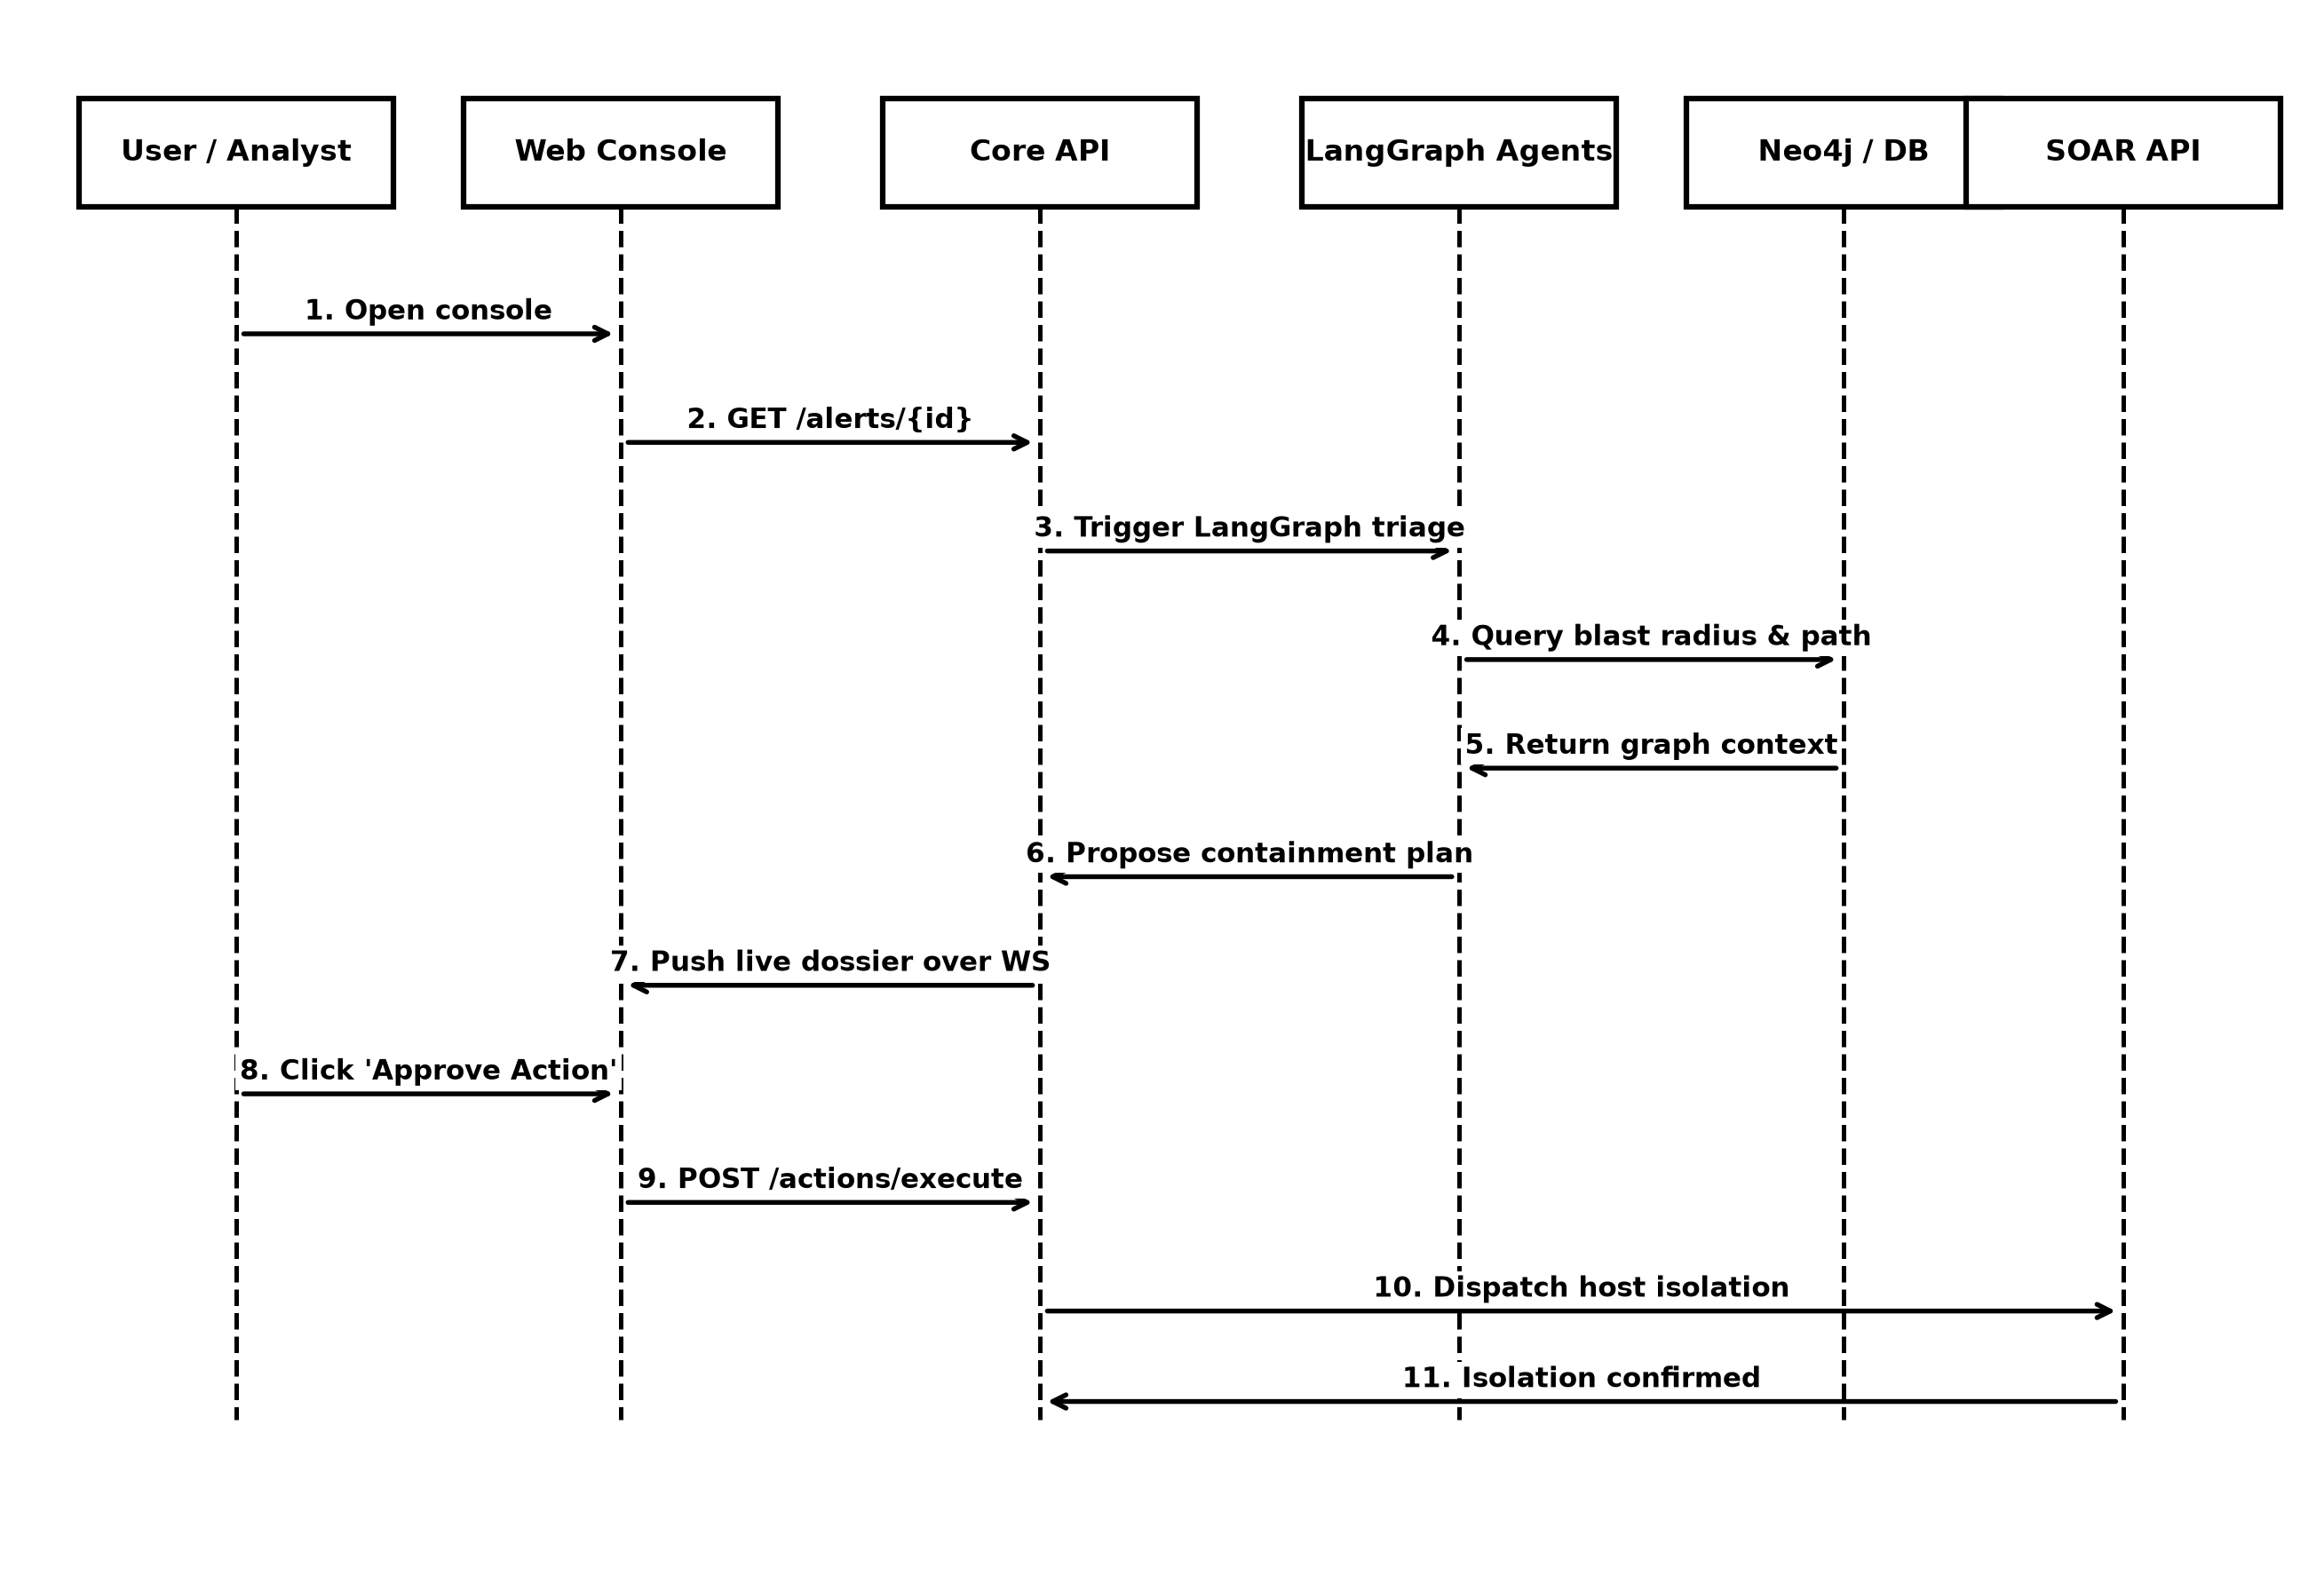 User / Analyst
Web Console
Core API
LangGraph Agents
Neo4j / DB
SOAR API
1. Open console
2. GET /alerts/{id}
3. Trigger LangGraph triage
4. Query blast radius & path
5. Return graph context
6. Propose containment plan
7. Push live dossier over WS
8. Click 'Approve Action'
9. POST /actions/execute
10. Dispatch host isolation
11. Isolation confirmed